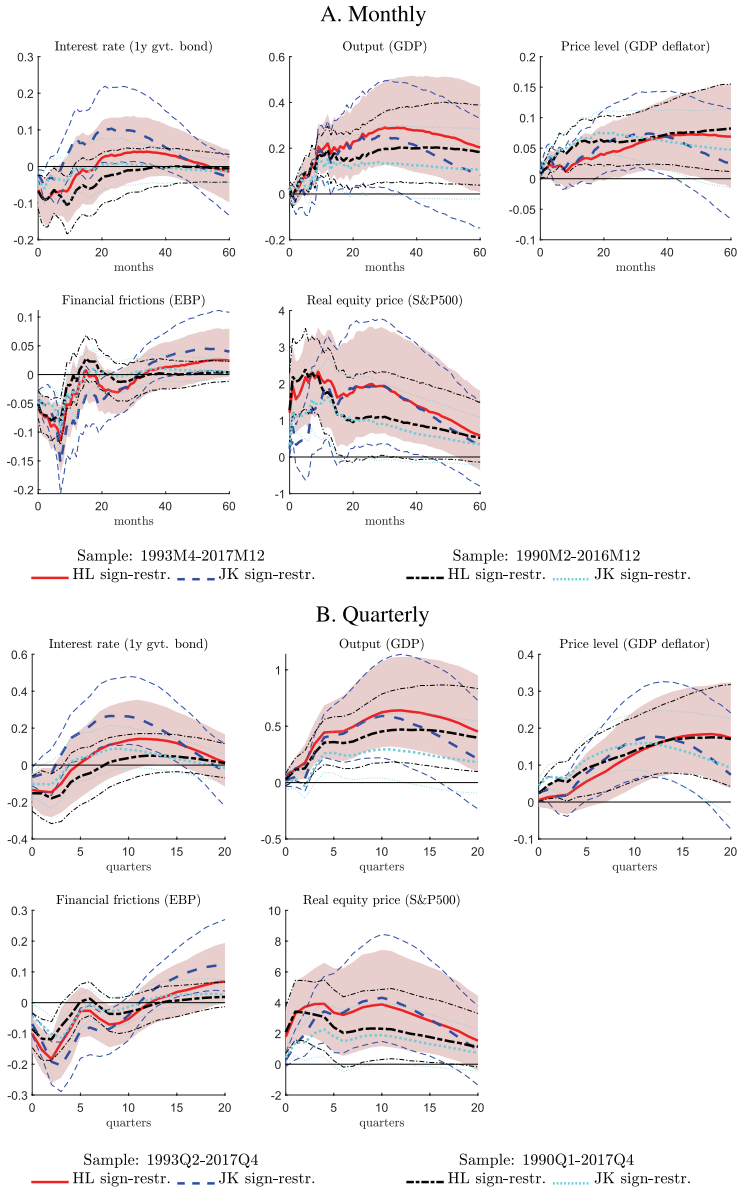 A. Monthly
Interest rate (1y gvt. bond)
0.3
0.2
0.1
0
-0.1
-0.2
0 20 40 60
months
Output (GDP)
0.6
0.4
0.2
0
-0.2
0 20 40 60
months
Price level (GDP deflator)
0.2
0.15
0.1
0.05
0
0.05
-0.1
0 20 40 60
months
Financial frictions (EBP)
0.1
0.05
0
-0.05
-0.1
-0.15
-0.2
0 20 40 60
months
Real equity price (S&P500)
4
3
2
1
0
-1
0 20 40 60
months
Sample: 1993M4-2017M12
HL sign-restr. JK sign-restr.
Sample: 1990M2-2016M12
HL sign-restr. JK sign-restr.
B. Quarterly
Interest rate (1y gvt. bond)
0.6
0.4
0.2
0
-0.2
-0.4
0 5 10 15 20
quarters
Output (GDP)
1
0.5
0
-0.5
0 5 10 15 20
quarters
Price level (GDP deflator)
0.4
0.3
0.2
0.1
0
-0.1
0 5 10 15 20
quarters
Financial frictions (EBP)
0.3
0.2
0.1
0
-0.1
-0.2
-0.3
0 5 10 15 20
quarters
Real equity price (S&P500)
10
8
6
4
2
0
-2
0 5 10 15 20
quarters
Sample: 1993Q2-2017Q4
HL sign-restr. JK sign-restr.
Sample: 1990Q1-2017Q4
HL sign-restr. JK sign-restr.